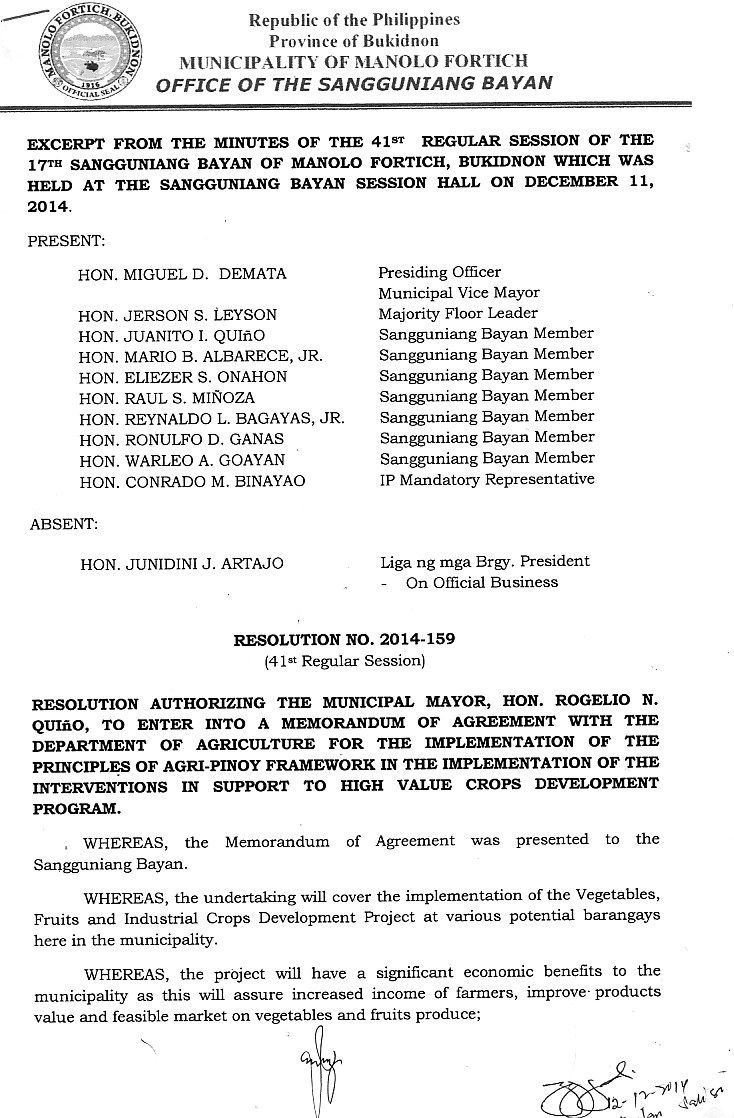 MANOLO FORTICH, BUKIDNON
1916
OFFICIAL SEAL
Republic of the Philippines
Province of Bukidnon
MUNICIPALITY OF MANOLO FORTICH
OFFICE OF THE SANGGUNIANG BAYAN
EXCERPT FROM THE MINUTES OF THE 41ST REGULAR SESSION OF THE
17TH SANGGUNIANG BAYAN OF MANOLO FORTICH, BUKIDNON WHICH WAS
HELD AT THE SANGGUNIANG BAYAN SESSION HALL ON DECEMBER 11,
2014.
PRESENT:
HON. MIGUEL D. DEMATA Presiding Officer
Municipal Vice Mayor
HON. JERSON S. LEYSON Majority Floor Leader
HON. JUANITO I. QUIñO Sangguniang Bayan Member
HON. MARIO B. ALBARECE, JR. Sangguniang Bayan Member
HON. ELIEZER S. ONAHON Sangguniang Bayan Member
HON. RAUL S. MIÑOZA Sangguniang Bayan Member
HON. REYNALDO L. BAGAYAS, JR. Sangguniang Bayan Member
HON. RONULFO D. GANAS Sangguniang Bayan Member
HON. WARLEO A. GOAYAN Sangguniang Bayan Member
HON. CONRADO M. BINAYAO IP Mandatory Representative
ABSENT:
HON. JUNIDINI J. ARTAJO Liga ng mga Brgy. President
- On Official Business
RESOLUTION NO. 2014-159
(41st Regular Session)
RESOLUTION AUTHORIZING THE MUNICIPAL MAYOR, HON. ROGELIO N.
QUIñO, TO ENTER INTO A MEMORANDUM OF AGREEMENT WITH THE
DEPARTMENT OF AGRICULTURE FOR THE IMPLEMENTATION OF THE
PRINCIPLES OF AGRI-PINOY FRAMEWORK IN THE IMPLEMENTATION OF THE
INTERVENTIONS IN SUPPORT TO HIGH VALUE CROPS DEVELOPMENT
PROGRAM.
WHEREAS, the Memorandum of Agreement was presented to the
Sangguniang Bayan.
WHEREAS, the undertaking will cover the implementation of the Vegetables,
Fruits and Industrial Crops Development Project at various potential barangays
here in the municipality.
WHEREAS, the project will have a significant economic benefits to the
municipality as this will assure increased income of farmers, improve products
value and feasible market on vegetables and fruits produce;
12-17-2014